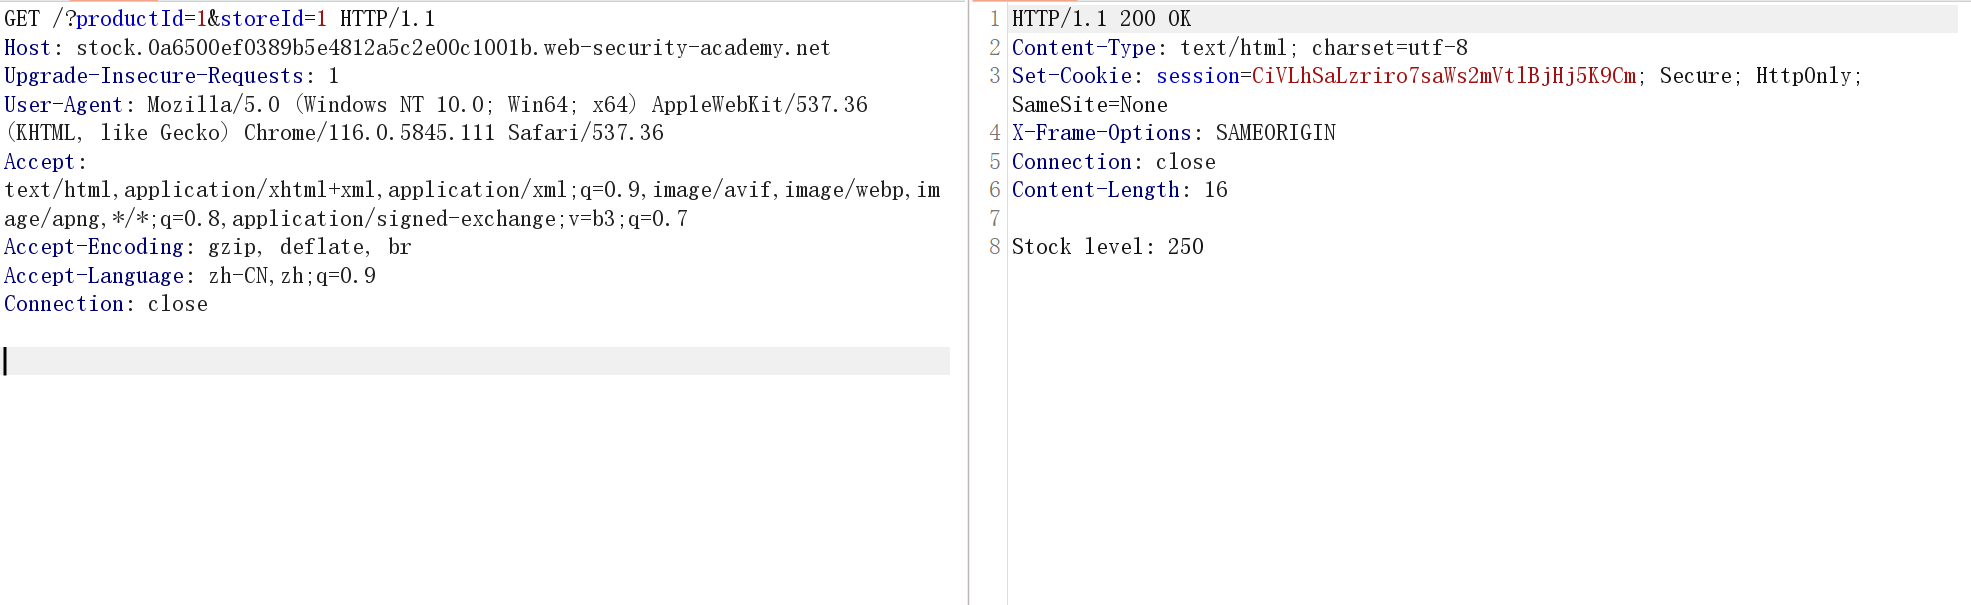 GET /?productId=1&storeId=1 HTTP/1.1
Host: stock.0a6500ef0389b5e4812a5c2e00c1001b.web-security-academy.net
Upgrade-Insecure-Requests: 1
User-Agent: Mozilla/5.0 (Windows NT 10.0; Win64; x64) AppleWebKit/537.36
(KHTML, like Gecko) Chrome/116.0.5845.111 Safari/537.36
Accept:
text/html,application/xhtml+xml,application/xml;q=0.9,image/avif,image/webp,im
age/apng,*/*;q=0.8,application/signed-exchange;v=b3;q=0.7
Accept-Encoding: gzip, deflate, br
Accept-Language: zh-CN,zh;q=0.9
Connection: close
1 HTTP/1.1 200 OK
2 Content-Type: text/html; charset=utf-8
3 Set-Cookie: session=CiVLhSaLzriro7saWs2mVtlBjHj5K9Cm; Secure; HttpOnly;
SameSite=None
4 X-Frame-Options: SAMEORIGIN
5 Connection: close
6 Content-Length: 16
7
8 Stock level: 250